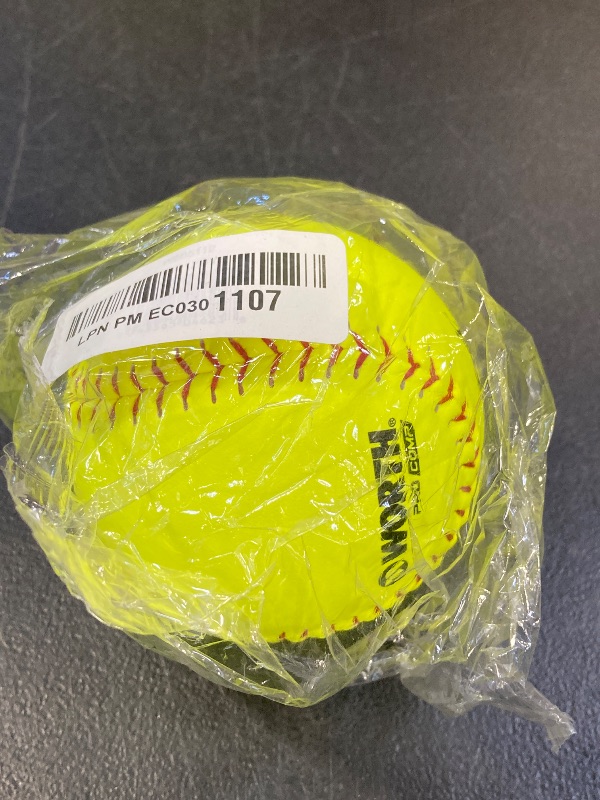 LPN PM EC030 1107
WORTH®
PRO COMP